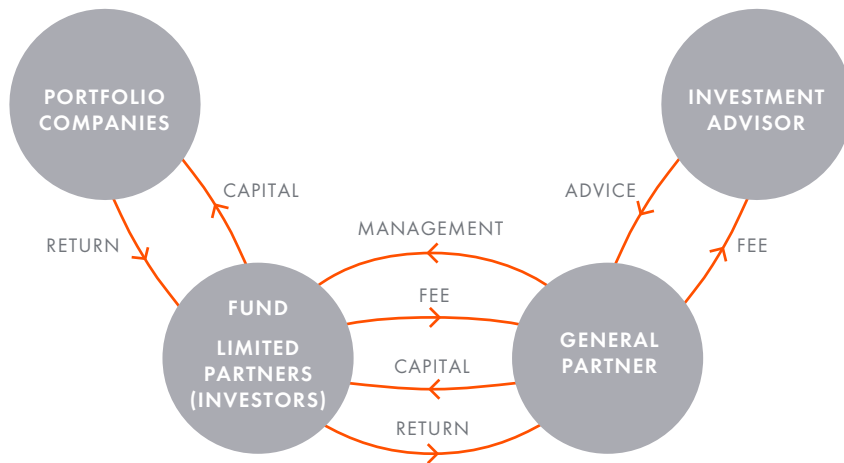 PORTFOLIO
COMPANIES
INVESTMENT
ADVISOR
CAPITAL
ADVICE
RETURN
MANAGEMENT
FEE
FEE
FUND
LIMITED
PARTNERS
(INVESTORS)
GENERAL
PARTNER
CAPITAL
RETURN